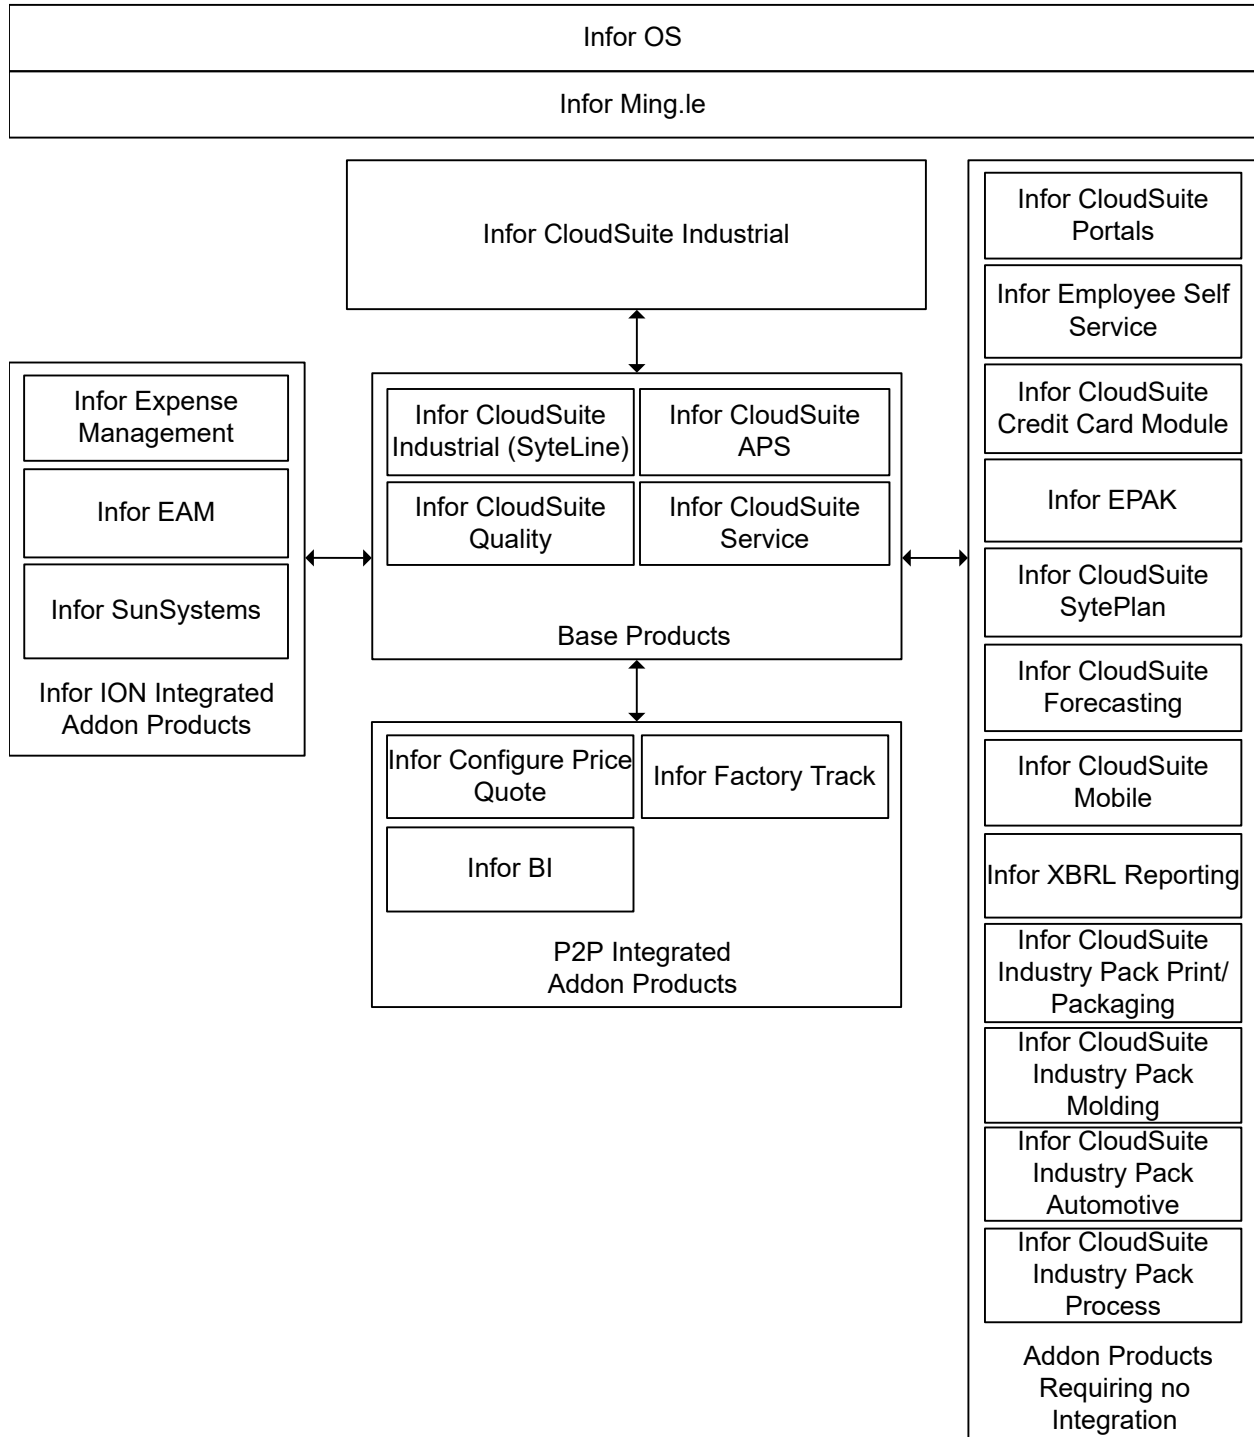 Infor OS
Infor Ming.le
Infor CloudSuite Industrial
Infor Expense
Management
Infor EAM
Infor SunSystems
Infor ION Integrated
Addon Products
Infor CloudSuite
Industrial (SyteLine)
Infor CloudSuite
APS
Infor CloudSuite
Quality
Infor CloudSuite
Service
Base Products
Infor Configure Price
Quote
Infor Factory Track
Infor BI
P2P Integrated
Addon Products
Infor CloudSuite
Portals
Infor Employee Self
Service
Infor CloudSuite
Credit Card Module
Infor EPAK
Infor CloudSuite
SytePlan
Infor CloudSuite
Forecasting
Infor CloudSuite
Mobile
Infor XBRL Reporting
Infor CloudSuite
Industry Pack Print/
Packaging
Infor CloudSuite
Industry Pack
Molding
Infor CloudSuite
Industry Pack
Automotive
Infor CloudSuite
Industry Pack
Process
Addon Products
Requiring no
Integration